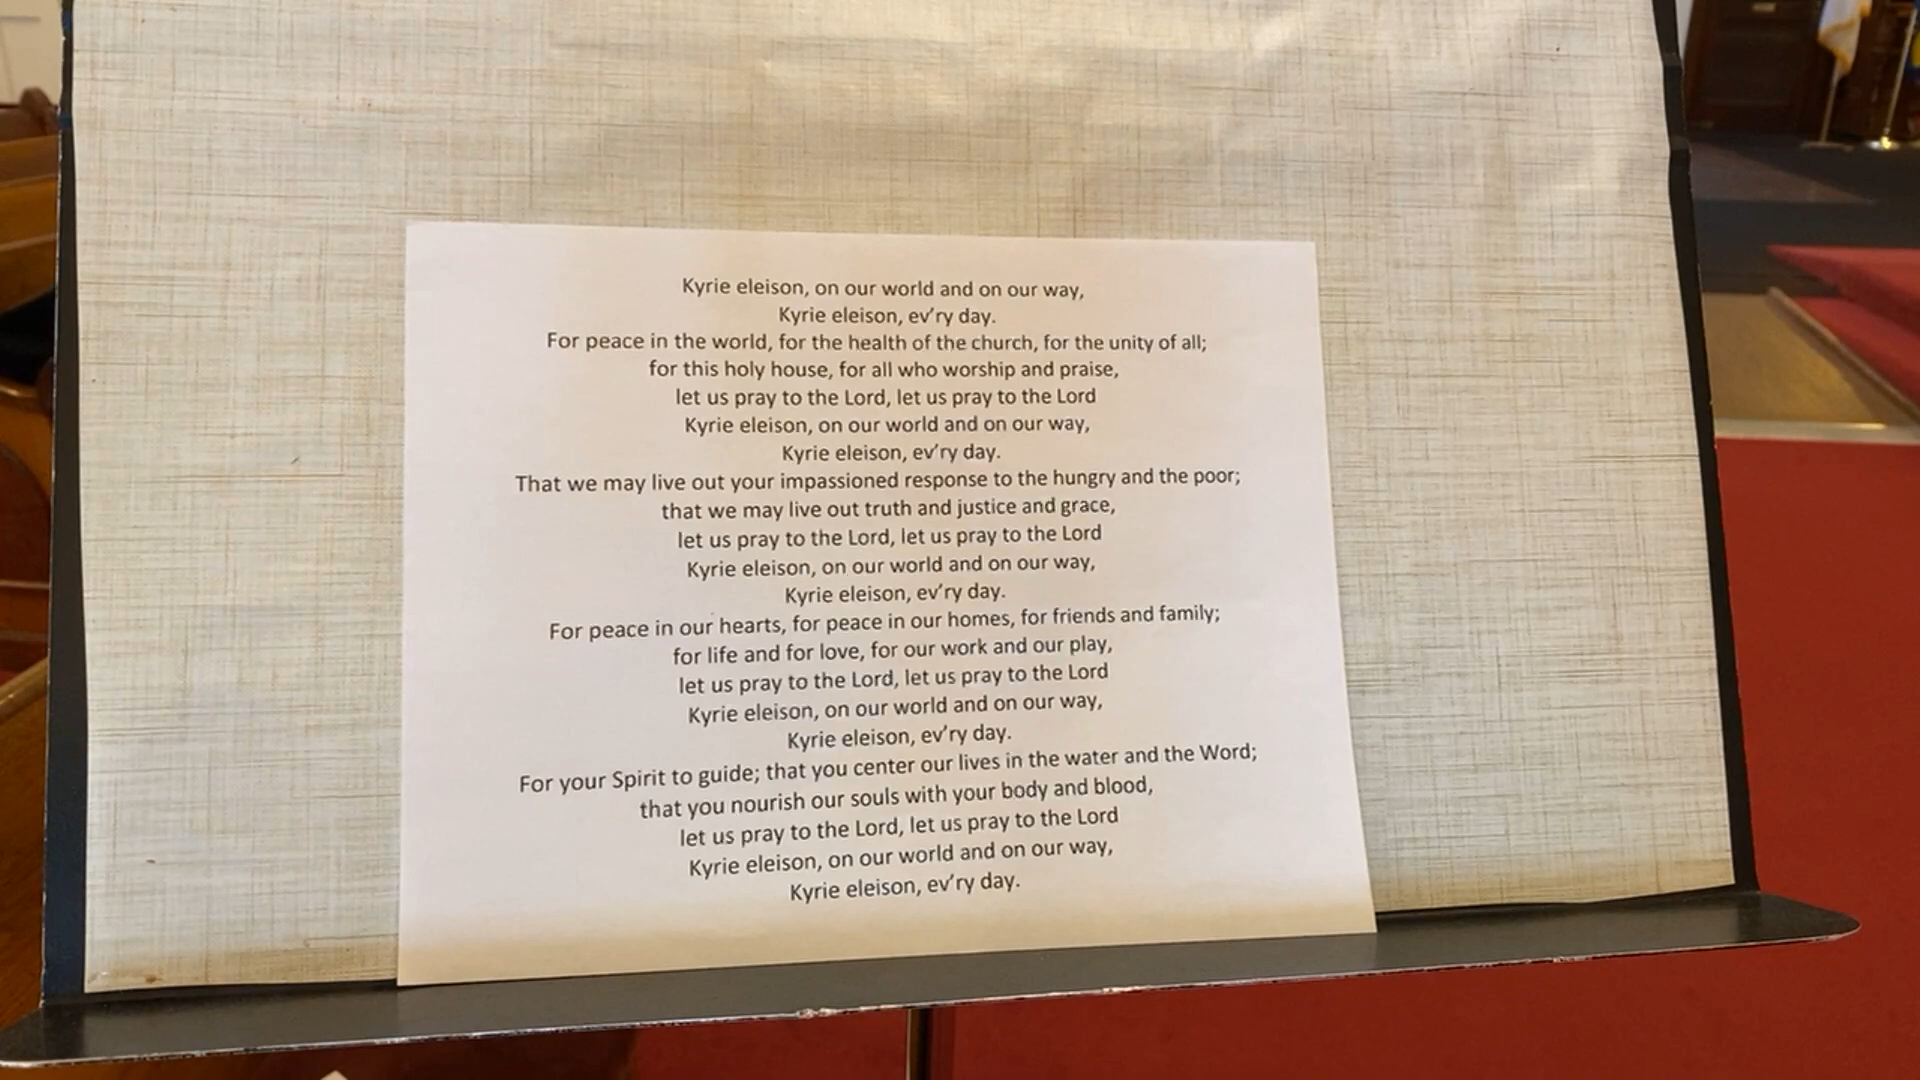 Kyrie eleison, on our world and on our way,
Kyrie eleison, ev’ry day.
For peace in the world, for the health of the church, for the unity of all;
for this holy house, for all who worship and praise,
let us pray to the Lord, let us pray to the Lord
Kyrie eleison, on our world and on our way,
Kyrie eleison, ev’ry day.
That we may live out your impassioned response to the hungry and the poor;
that we may live out truth and justice and grace,
let us pray to the Lord, let us pray to the Lord
Kyrie eleison, on our world and on our way,
Kyrie eleison, ev’ry day.
For peace in our hearts, for peace in our homes, for friends and family;
for life and for love, for our work and our play,
let us pray to the Lord, let us pray to the Lord
Kyrie eleison, on our world and on our way,
Kyrie eleison, ev’ry day.
For your Spirit to guide; that you center our lives in the water and the Word;
that you nourish our souls with your body and blood,
let us pray to the Lord, let us pray to the Lord
Kyrie eleison, on our world and on our way,
Kyrie eleison, ev’ry day.